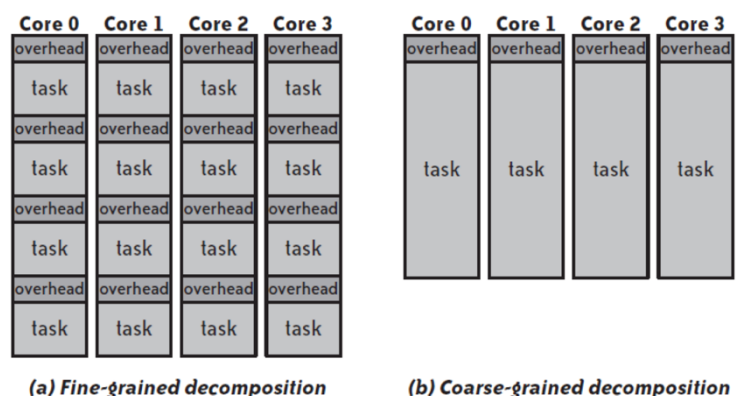 Core 0 Core 1 Core 2 Core 3
overhead overhead overhead overhead
task task task task
overhead overhead overhead overhead
task task task task
overhead overhead overhead overhead
task task task task
overhead overhead overhead overhead
task task task task
(a) Fine-grained decomposition
Core 0 Core 1 Core 2 Core 3
overhead overhead overhead overhead
task task task task
(b) Coarse-grained decomposition